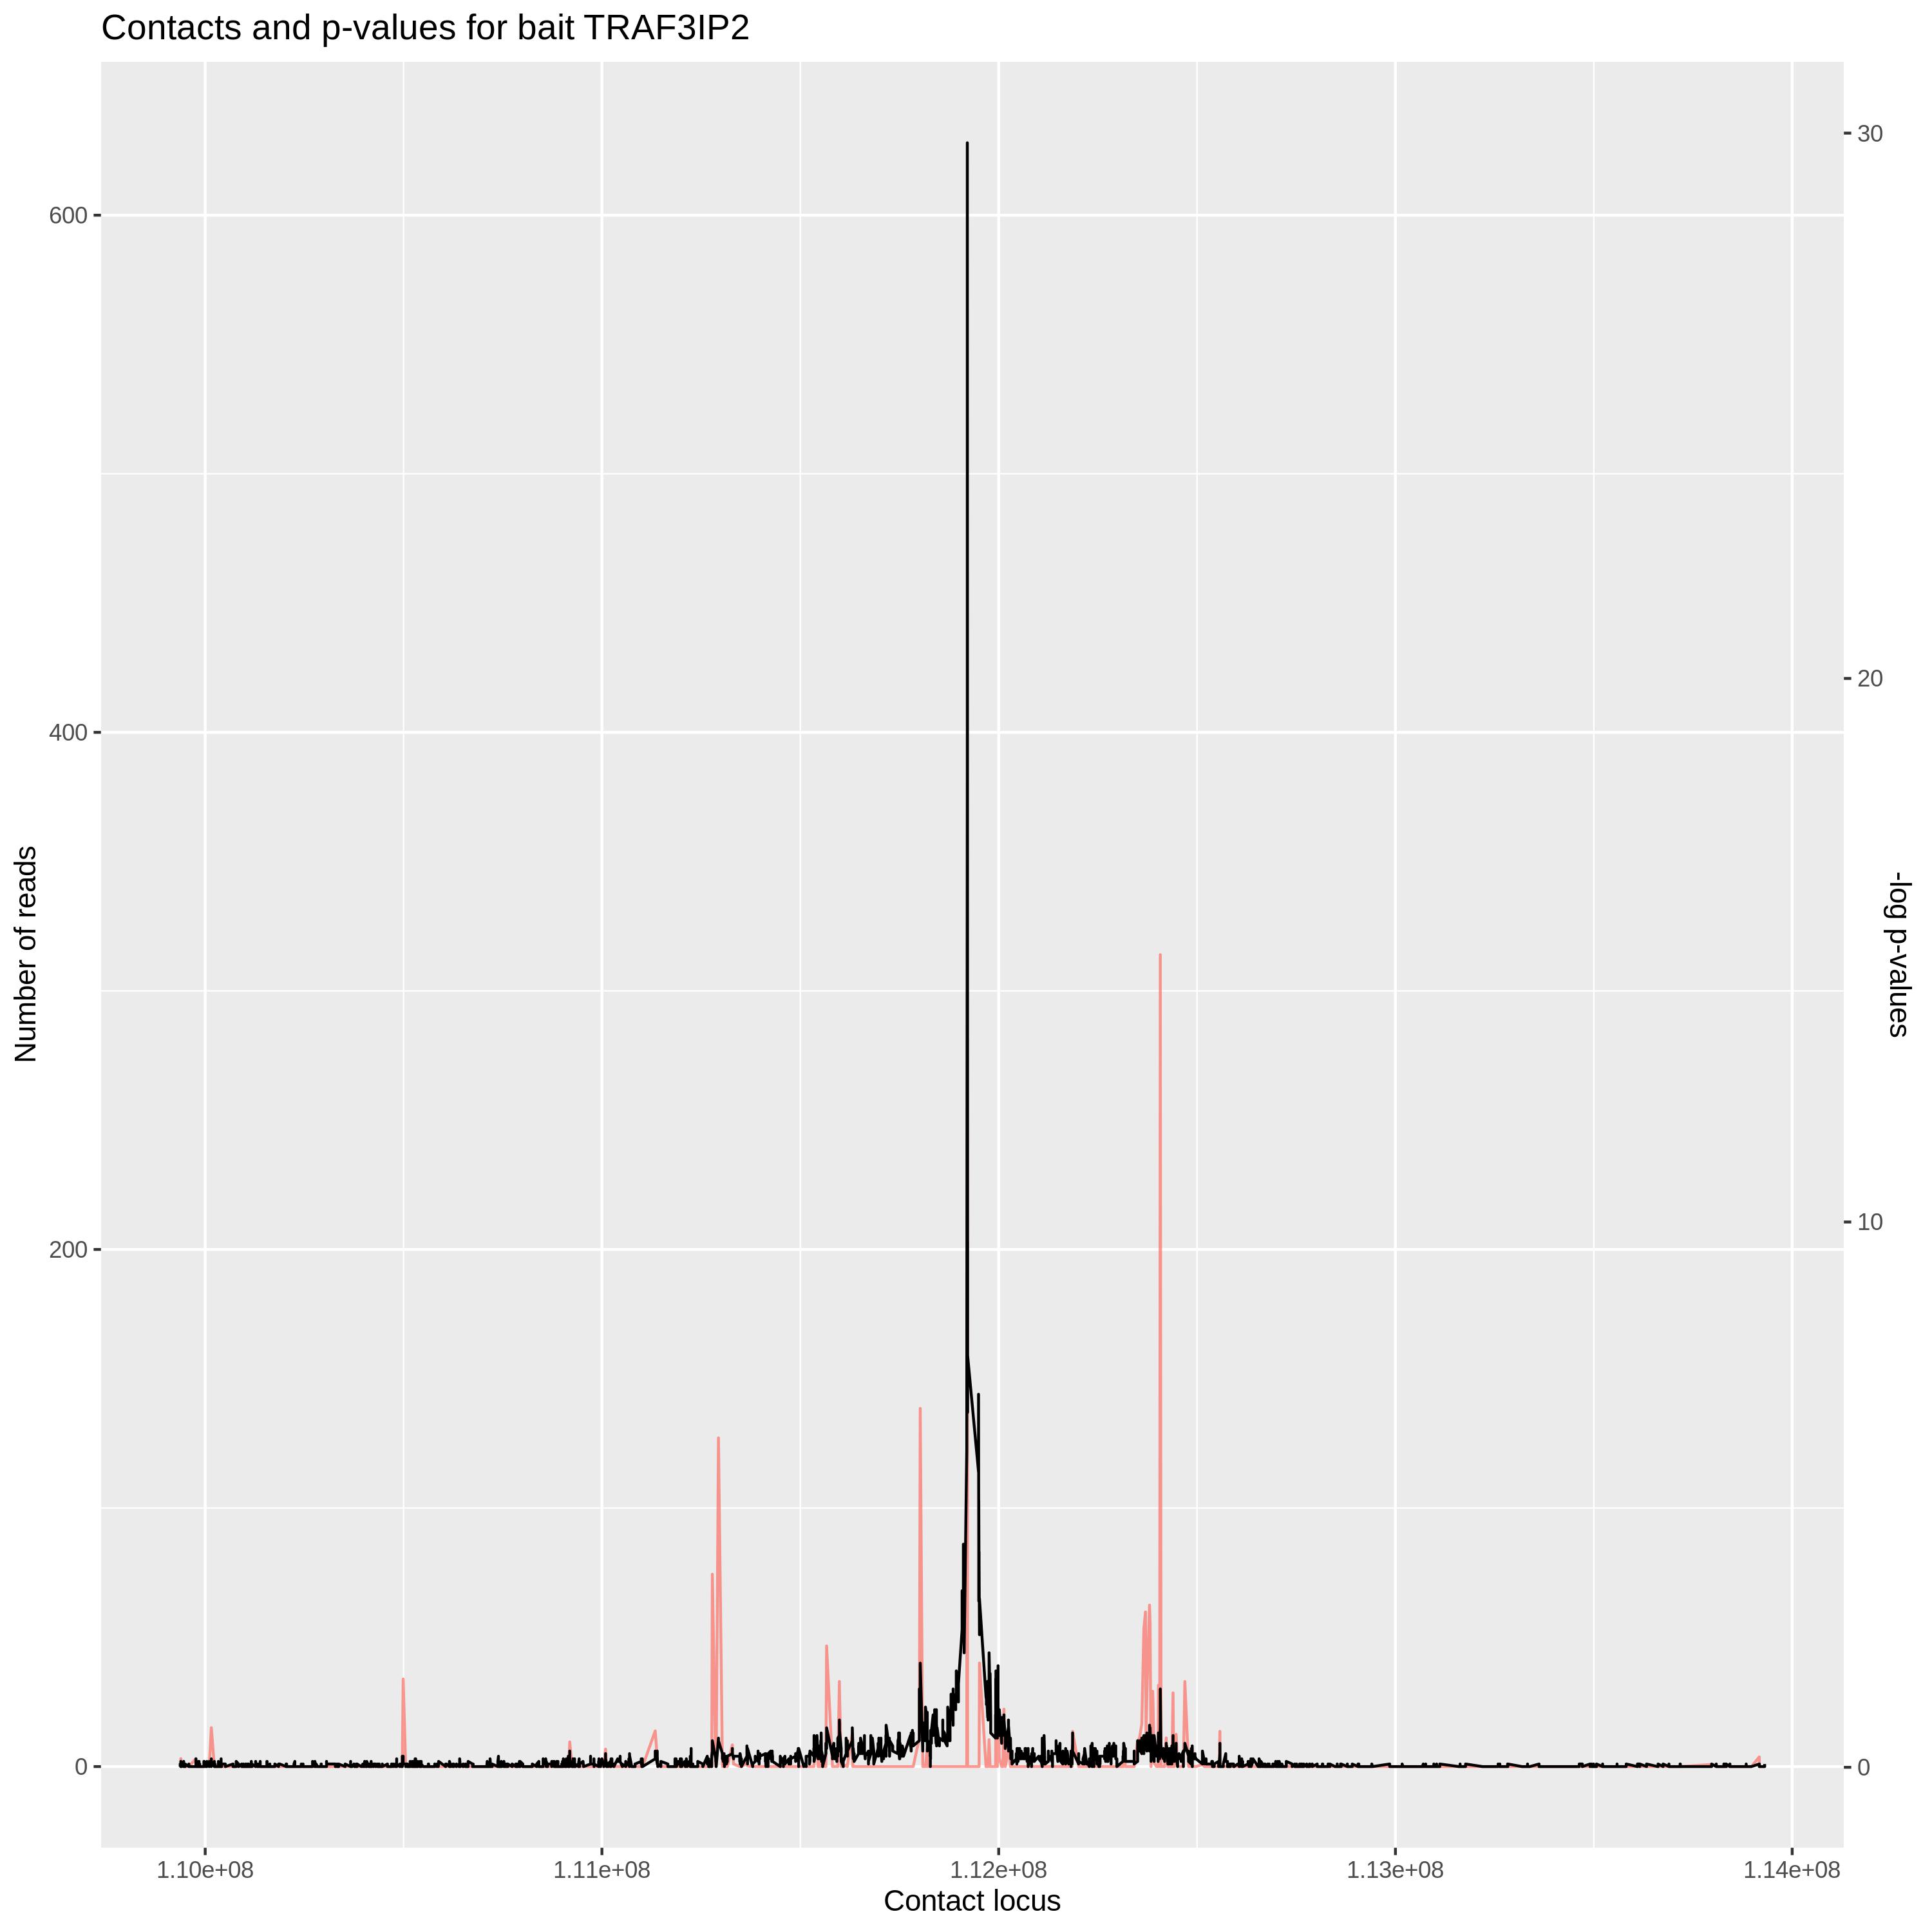 Contacts and p-values for bait TRAF3IP2
600
400
200
0
30
20
10
0
Number of reads
-log p-values
1.10e+08
1.11e+08
1.12e+08
1.13e+08
1.14e+08
Contact locus